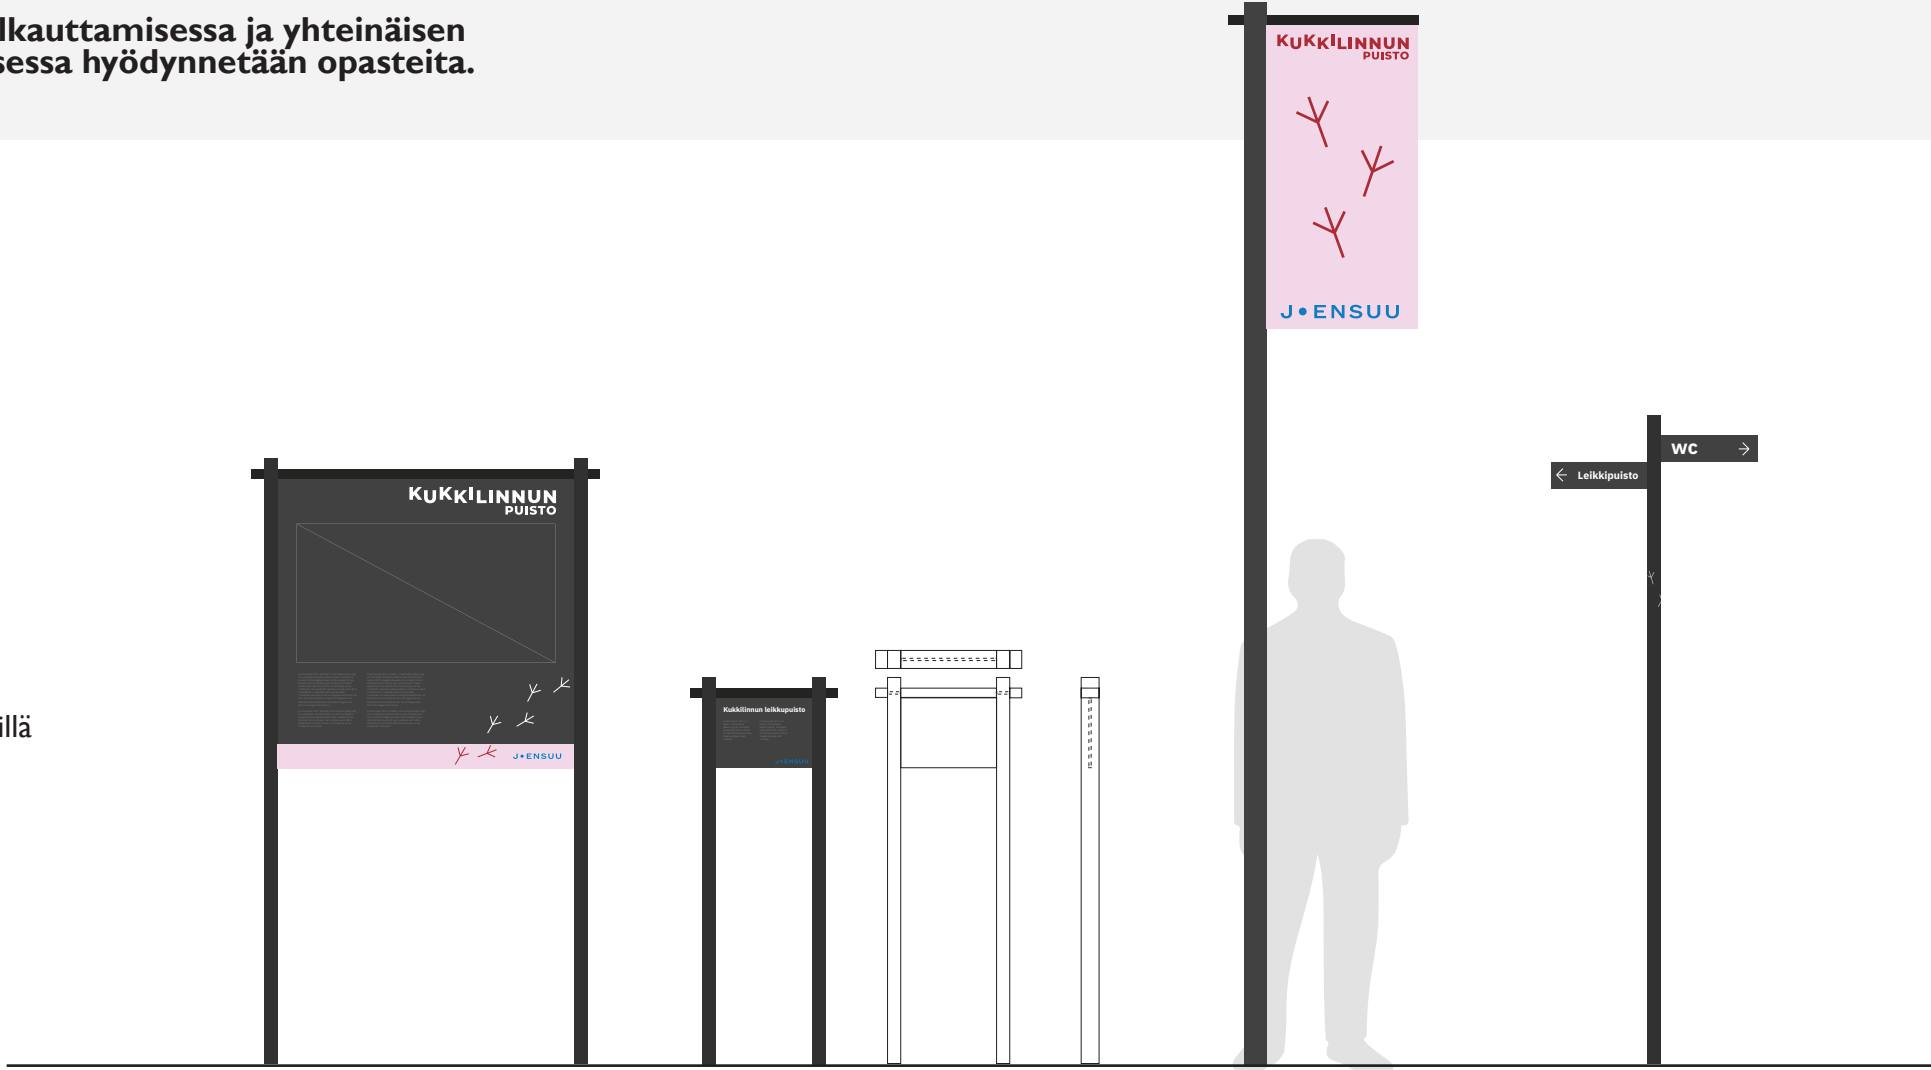 lkauttamisessa ja yhteinäisen
sessa hyödynnetään opasteita.
KUKKILINNUN
PUISTO
J•ENSUU
WC
Leikkipuisto
KUKKILINNUN
PUISTO
J•ENSUU
Kukkilinnun leikkupuisto
J•ENSUU
illä